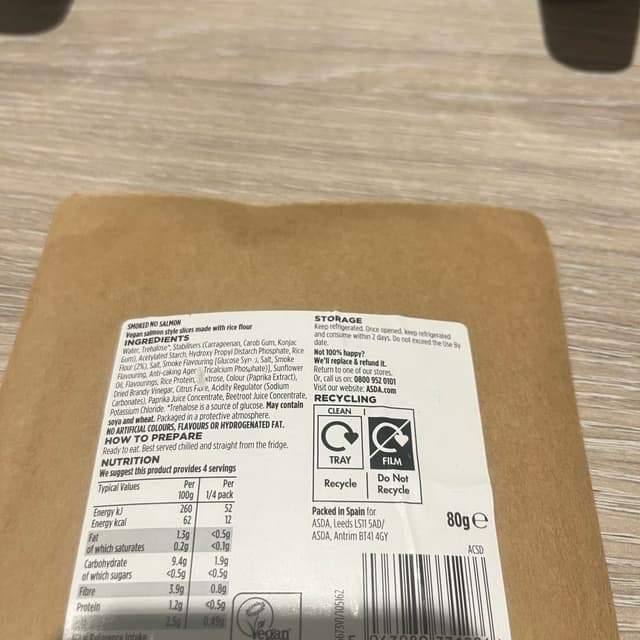 SMOKED NO SALMON
Vegan salmon style slices made with rice flour
INGREDIENTS
Water, Trehalose*, Stabilisers (Carrageenan, Carob Gum, Konjac
Gum), Acetylated Starch, Hydroxy Propyl Distarch Phosphate, Rice
Flour (2%), Salt, Smoke Flavouring [Glucose Syrup, Salt, Smoke
Flavouring, Anti-caking Agent (Tricalcium Phosphate)], Sunflower
Oil, Flavourings, Rice Protein, Dextrose, Colour (Paprika Extract),
Dried Brandy Vinegar, Citrus Fibre, Acidity Regulator (Sodium
Carbonates), Paprika Juice Concentrate, Beetroot Juice Concentrate,
Potassium Chloride. *Trehalose is a source of glucose. May contain
soya and wheat. Packaged in a protective atmosphere.
NO ARTIFICIAL COLOURS, FLAVOURS OR HYDROGENATED FAT.
HOW TO PREPARE
Ready to eat. Best served chilled and straight from the fridge.
NUTRITION
We suggest this product provides 4 servings
Typical Values Per 100g Per 1/4 pack
Energy kJ 260 52
Energy kcal 62 12
Fat 1.3g <0.5g
of which saturates 0.2g <0.1g
Carbohydrate 9.4g 1.9g
of which sugars <0.5g <0.5g
Fibre 3.9g 0.8g
Protein 1.2g <0.5g
2.5g 0.49g
Reference Intake
STORAGE
Keep refrigerated. Once opened, keep refrigerated
and consume within 2 days. Do not exceed the Use By
date.
Not 100% happy?
We'll replace & refund it.
Return to one of our stores.
Or, call us on: 0800 952 0101
Visit our website: ASDA.com
RECYCLING
CLEAN
TRAY FILM
Recycle Do Not
Recycle
Packed in Spain for
ASDA, Leeds LS11 5AD/
ASDA, Antrim BT41 4GY
80g e
ACSD
Vegan